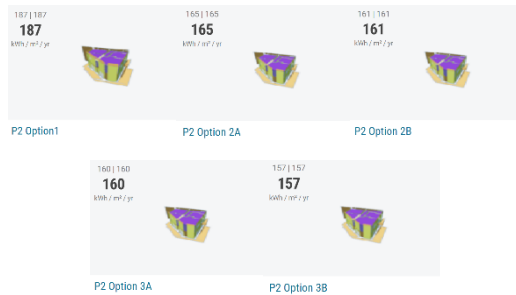 187 | 187
187
kWh / m² / yr
P2 Option1
165 | 165
165
kWh / m² / yr
P2 Option 2A
161 | 161
161
kWh / m² / yr
P2 Option 2B
160 | 160
160
kWh / m² / yr
P2 Option 3A
157 | 157
157
kWh / m² / yr
P2 Option 3B